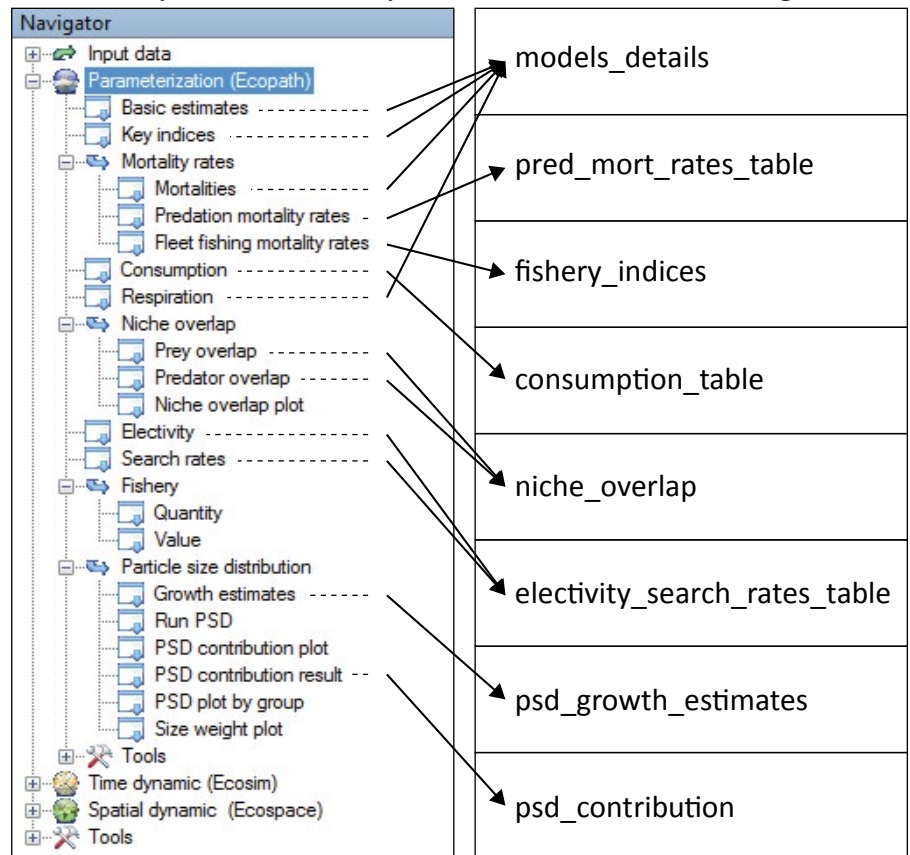 Navigator
Input data
Parameterization (Ecopath)
Basic estimates
Key indices
Mortality rates
Mortalities
Predation mortality rates
Fleet fishing mortality rates
Consumption
Respiration
Niche overlap
Prey overlap
Predator overlap
Niche overlap plot
Electivity
Search rates
Fishery
Quantity
Value
Particle size distribution
Growth estimates
Run PSD
PSD contribution plot
PSD contribution result
PSD plot by group
Size weight plot
Tools
Time dynamic (Ecosim)
Spatial dynamic (Ecospace)
Tools
models_details
pred_mort_rates_table
fishery_indices
consumption_table
niche_overlap
electivity_search_rates_table
psd_growth_estimates
psd_contribution